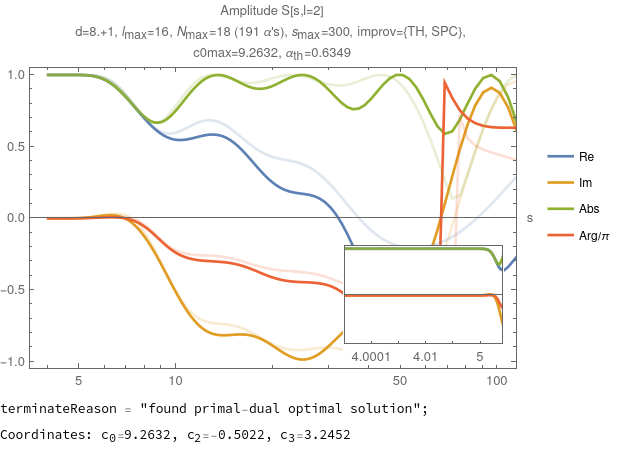 Amplitude S[s,l=2]
d=8.+1, lmax=16, Nmax=18 (191 α's), smax=300, improv={TH, SPC},
c0max=9.2632, αth=0.6349
1.0
0.5
0.0
−0.5
−1.0
5 10 50 100
s
4.0001 4.01 5
Re
Im
Abs
Arg/π
terminateReason = "found primal-dual optimal solution";
Coordinates: c0=9.2632, c2=-0.5022, c3=3.2452